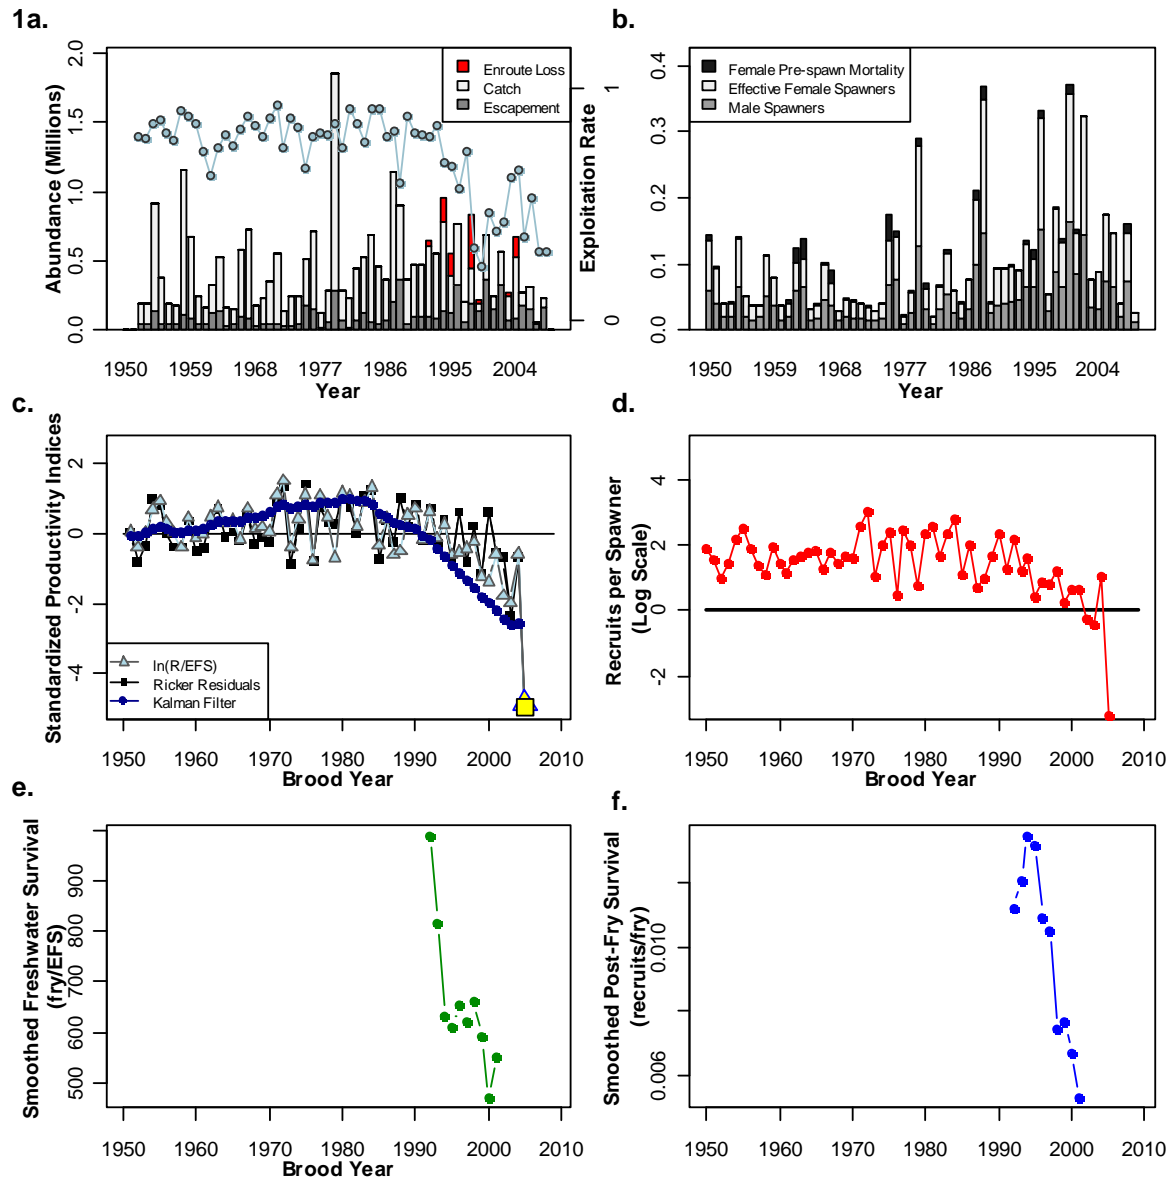 1a.
b.
2.0
1.5
1.0
0.5
0.0
Abundance (Millions)
Enroute Loss
Catch
Escapement
1
0
Exploitation Rate
1950 1959 1968 1977 1986 1995 2004
Year
0.4
0.3
0.2
0.1
0.0
Female Pre-spawn Mortality
Effective Female Spawners
Male Spawners
1950 1959 1968 1977 1986 1995 2004
Year
c.
d.
2
0
-2
-4
Standardized Productivity Indices
ln(R/EFS)
Ricker Residuals
Kalman Filter
1950 1960 1970 1980 1990 2000 2010
Brood Year
4
2
0
-2
Recruits per Spawner
(Log Scale)
1950 1960 1970 1980 1990 2000 2010
Brood Year
e.
f.
900
800
700
600
500
Smoothed Freshwater Survival
(fry/EFS)
1950 1960 1970 1980 1990 2000 2010
Brood Year
0.010
0.006
Smoothed Post-Fry Survival
(recruits/fry)
1950 1960 1970 1980 1990 2000 2010